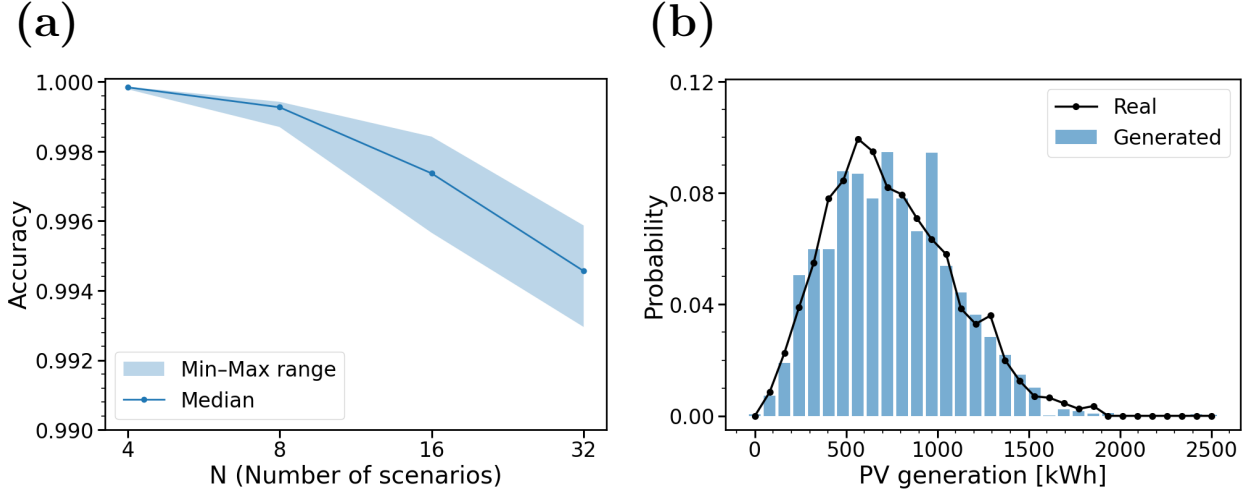 (a)
1.000
0.998
0.996
0.994
0.992
0.990
Accuracy
Min–Max range
Median
4 8 16 32
N (Number of scenarios)
(b)
0.12
0.08
0.04
0.00
Probability
Real
Generated
0 500 1000 1500 2000 2500
PV generation [kWh]